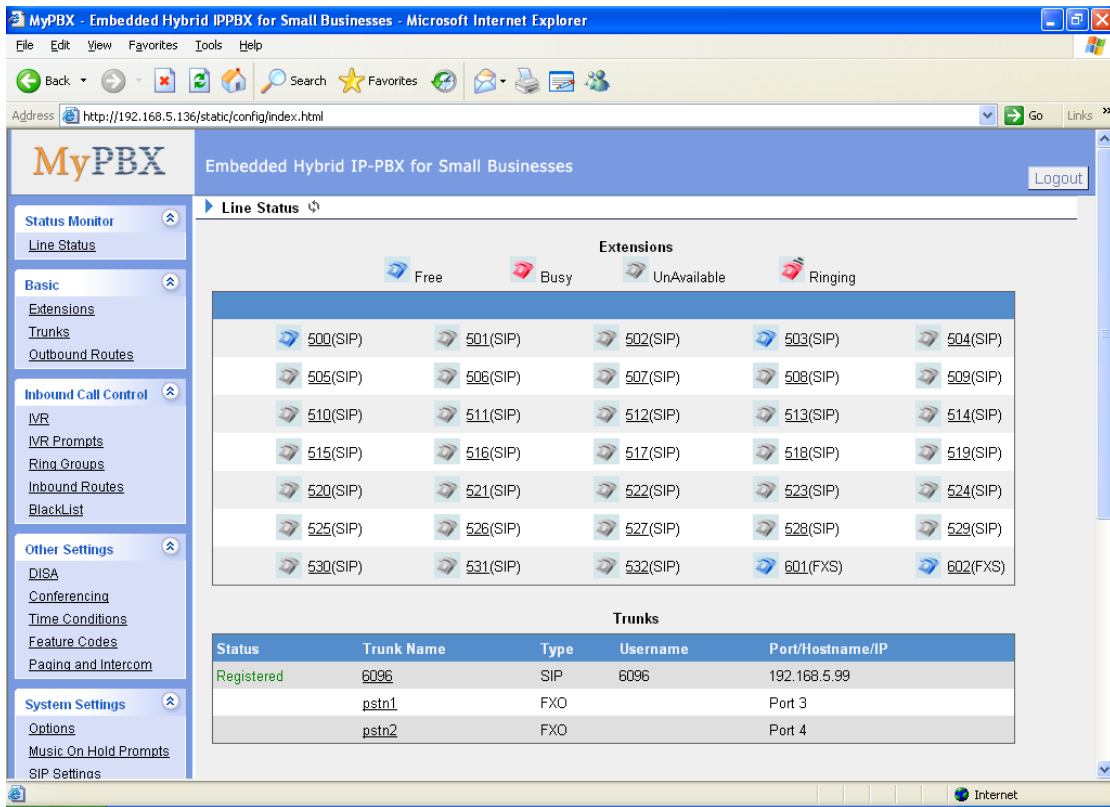 MyPBX - Embedded Hybrid IPPBX for Small Businesses - Microsoft Internet Explorer
File Edit View Favorites Tools Help
Back Search Favorites
Address http://192.168.5.136/static/config/index.html Go Links »
MyPBX Embedded Hybrid IP-PBX for Small Businesses
Logout
Status Monitor
Line Status
Basic
Extensions
Trunks
Outbound Routes
Inbound Call Control
IVR
IVR Prompts
Ring Groups
Inbound Routes
BlackList
Other Settings
DISA
Conferencing
Time Conditions
Feature Codes
Paging and Intercom
System Settings
Options
Music On Hold Prompts
SIP Settings
Line Status
Extensions
Free Busy UnAvailable Ringing
500(SIP) 501(SIP) 502(SIP) 503(SIP) 504(SIP)
505(SIP) 506(SIP) 507(SIP) 508(SIP) 509(SIP)
510(SIP) 511(SIP) 512(SIP) 513(SIP) 514(SIP)
515(SIP) 516(SIP) 517(SIP) 518(SIP) 519(SIP)
520(SIP) 521(SIP) 522(SIP) 523(SIP) 524(SIP)
525(SIP) 526(SIP) 527(SIP) 528(SIP) 529(SIP)
530(SIP) 531(SIP) 532(SIP) 601(FXS) 602(FXS)
Trunks
Status Trunk Name Type Username Port/Hostname/IP
Registered 6096 SIP 6096 192.168.5.99
pstn1 FXO Port 3
pstn2 FXO Port 4
Internet